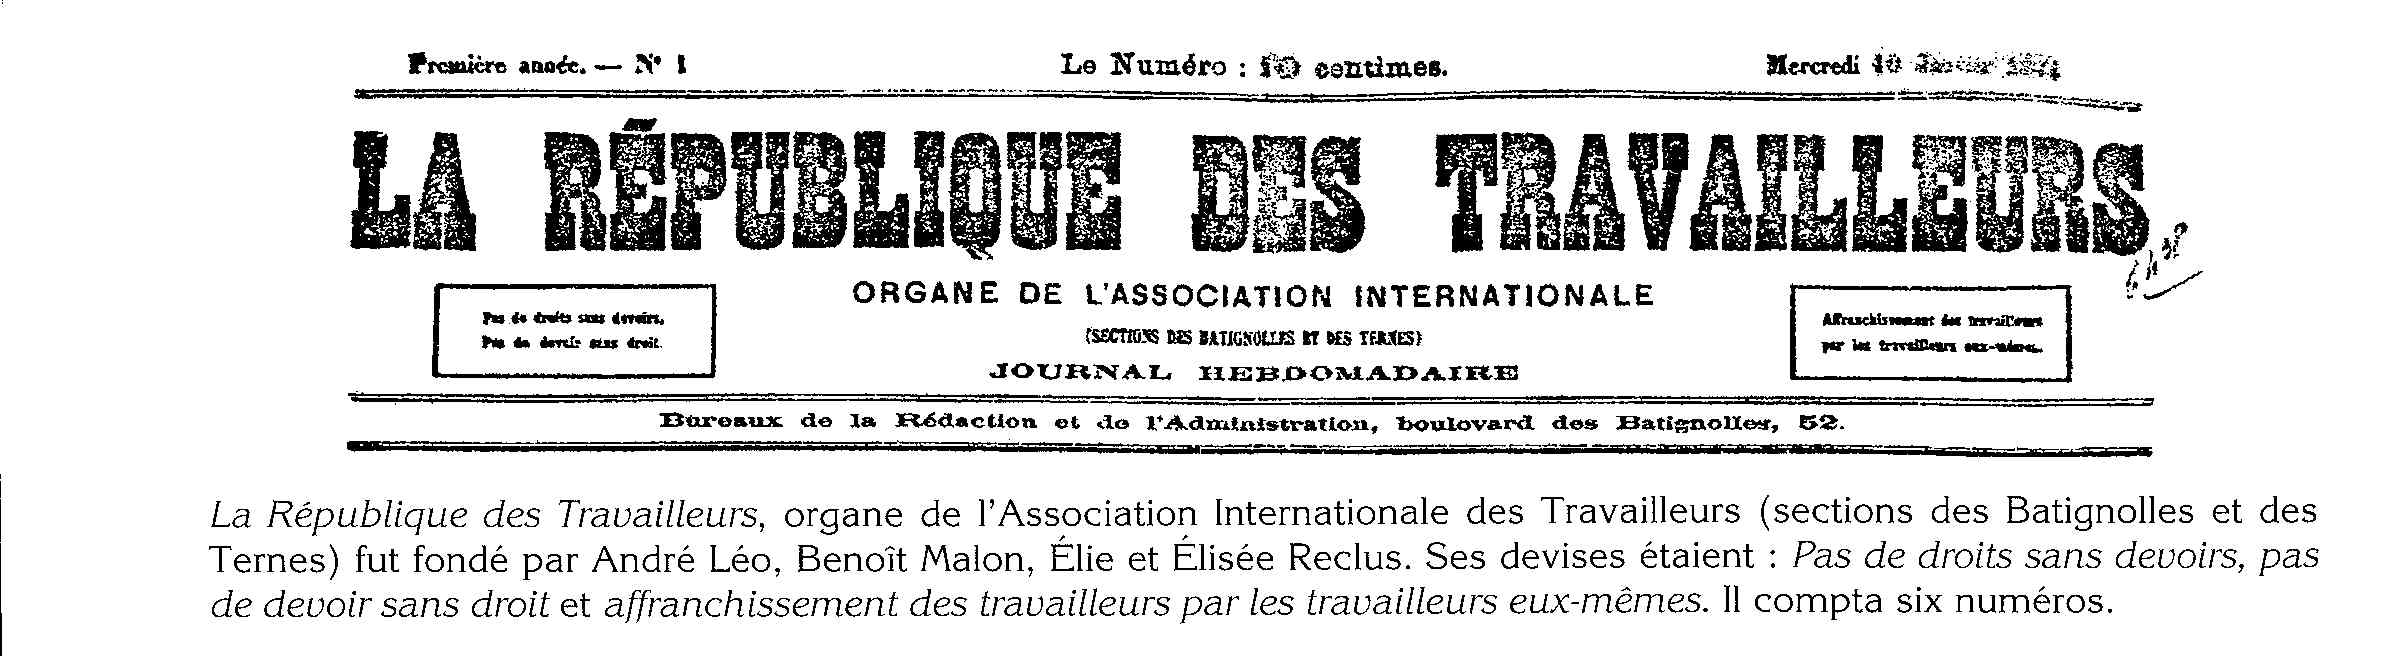 Première année. — N° 1
Le Numéro : 10 centimes.
Mercredi 10 Janvier 1871
LA RÉPUBLIQUE DES TRAVAILLEURS
ORGANE DE L'ASSOCIATION INTERNATIONALE
(SECTIONS DES BATIGNOLLES ET DES TERNES)
JOURNAL HEBDOMADAIRE
Pas de droits sans devoirs,
Pas de devoir sans droit.
Affranchissement des travailleurs
par les travailleurs eux-mêmes.
Bureaux de la Rédaction et de l'Administration, boulevard des Batignolles, 52.
La République des Travailleurs, organe de l'Association Internationale des Travailleurs (sections des Batignolles et des
Ternes) fut fondé par André Léo, Benoît Malon, Élie et Élisée Reclus. Ses devises étaient : Pas de droits sans devoirs, pas
de devoir sans droit et affranchissement des travailleurs par les travailleurs eux-mêmes. Il compta six numéros.